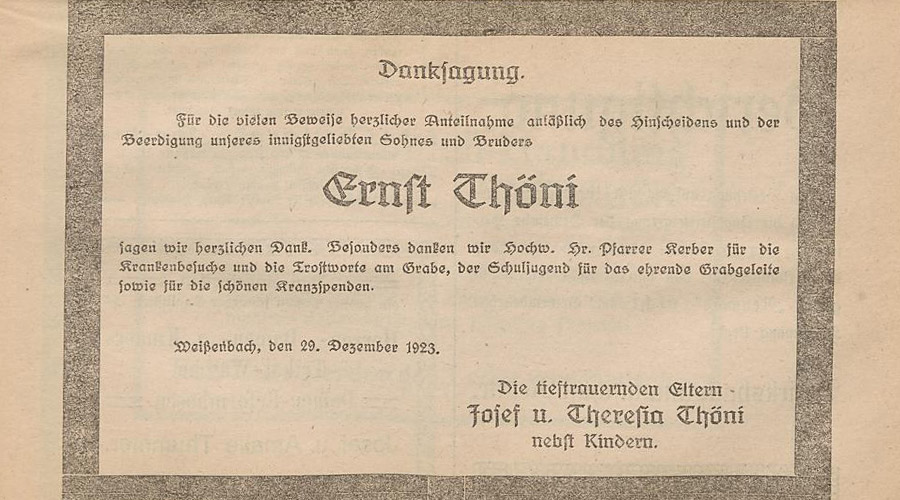 Danksagung.
Für die vielen Beweise herzlicher Anteilnahme anläßlich des Hinscheidens und der
Beerdigung unseres innigstgeliebten Sohnes und Bruders
Ernst Thöni
sagen wir herzlichen Dank. Besonders danken wir Hochw. Hr. Pfarrer Kerber für die
Krankenbesuche und die Trostworte am Grabe, der Schuljugend für das ehrende Grabgeleite
sowie für die schönen Kranzspenden.
Weißenbach, den 29. Dezember 1923.
Die tieftrauernden Eltern
Josef u. Theresia Thöni
nebst Kindern.